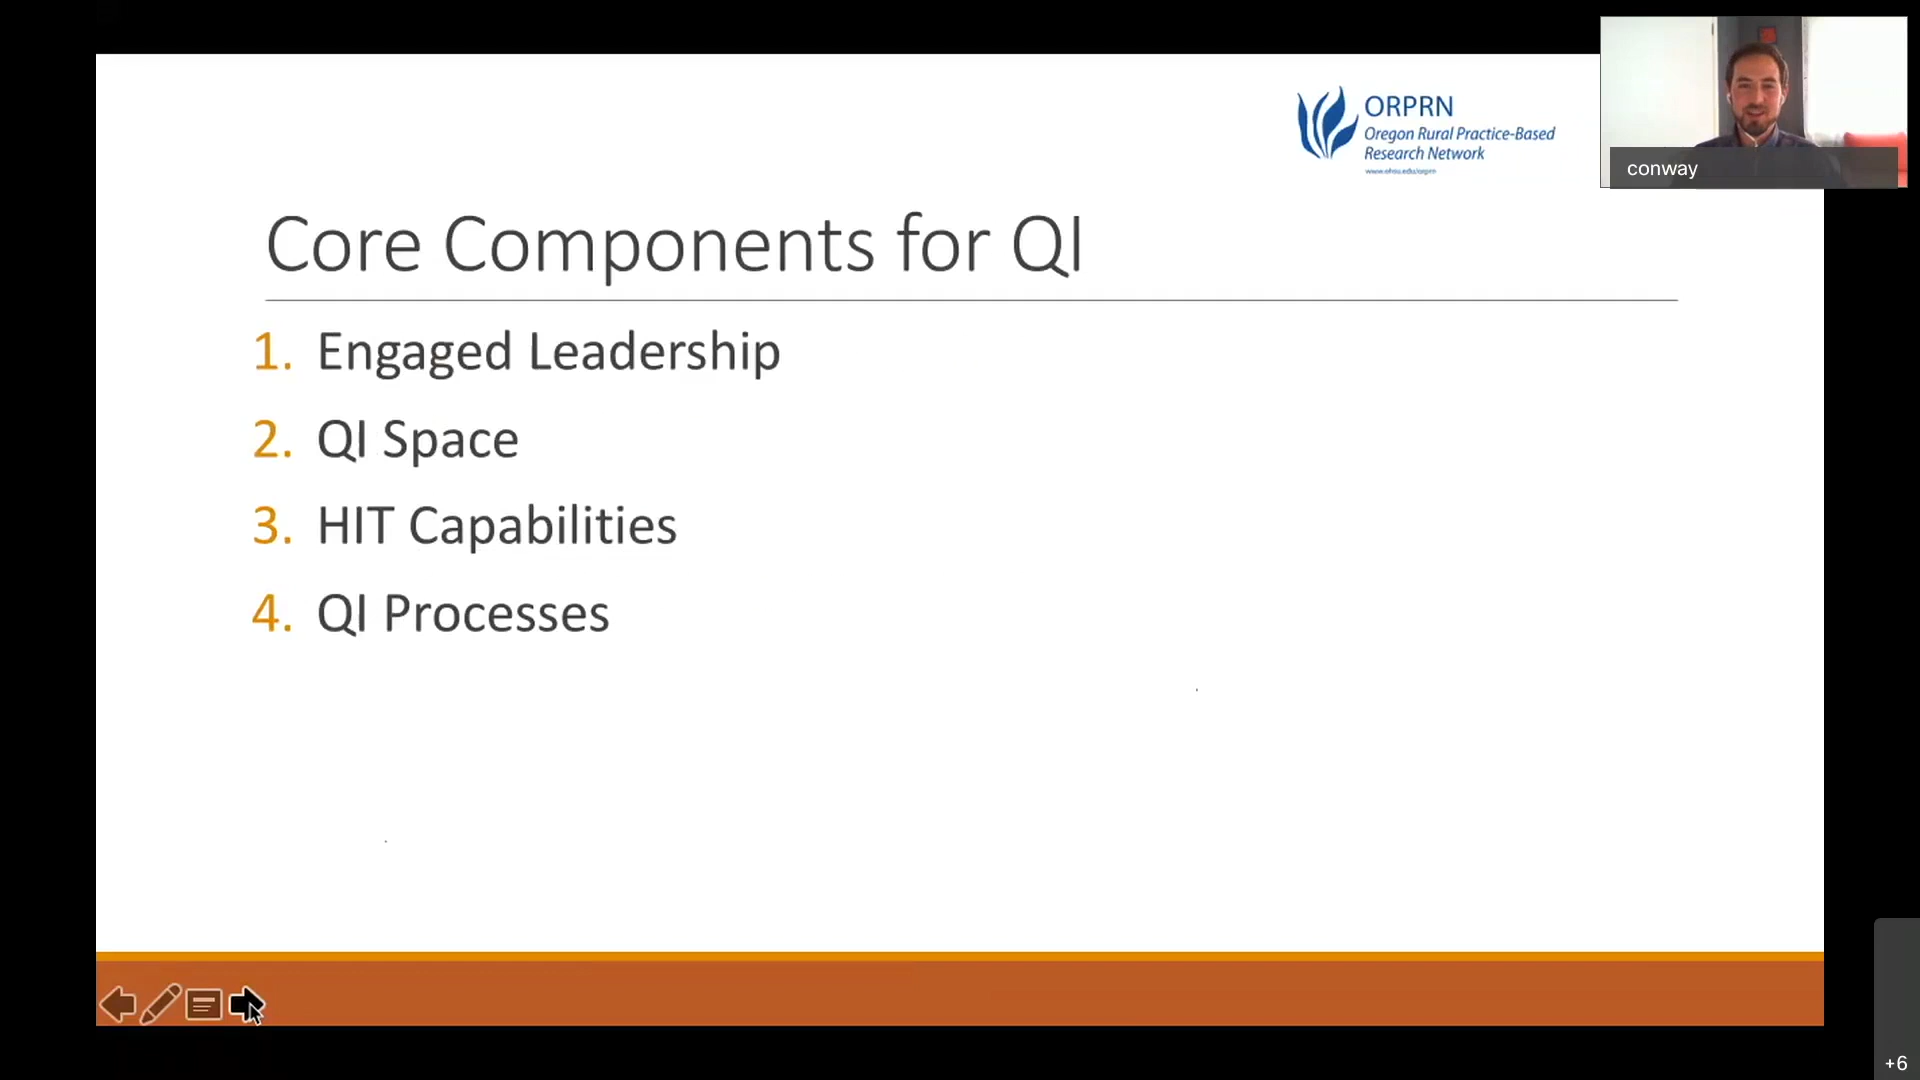 ORPRN
Oregon Rural Practice-Based
Research Network
www.ohsu.edu/orprn
conway
Core Components for QI
1. Engaged Leadership
2. QI Space
3. HIT Capabilities
4. QI Processes
+6